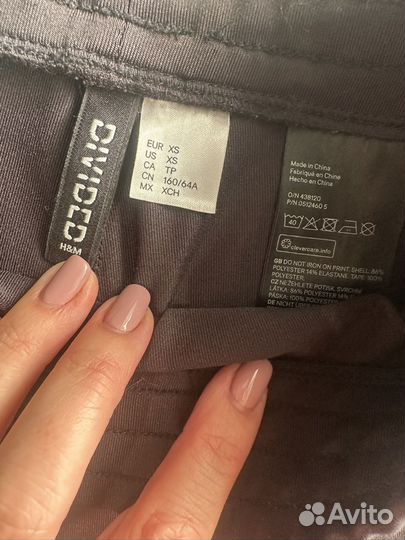 DIVIDED
H&M
EUR XS
US XS
CA TP
CN 160/64A
MX XCH
Made in China
Fabriqué en Chine
Hecho en China
O/N 438120
P/N 0512460 5
40
clevercare.info
GB DO NOT IRON ON PRINT. SHELL: 86%
POLYESTER 14% ELASTANE. TAPE: 100%
POLYESTER.
CZ NEŽEHLETE POTISK. SVRCHNÍ
LÁTKA: 86% POLYESTER 14%
PÁSKA: 100% POLYESTER
DE NICHT ÜBER
Avito